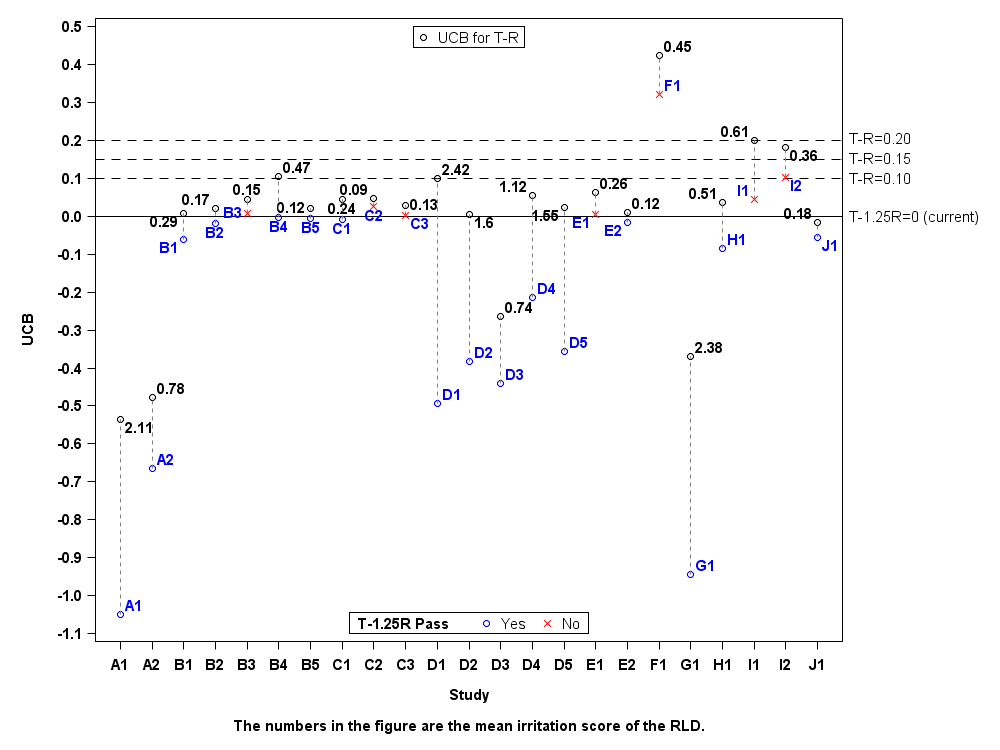 UCB for T-R
0.5
0.4
0.3
0.2
0.1
0.0
-0.1
-0.2
-0.3
-0.4
-0.5
-0.6
-0.7
-0.8
-0.9
-1.0
-1.1
UCB
T-R=0.20
T-R=0.15
T-R=0.10
T-1.25R=0 (current)
2.11
A1
0.78
A2
0.29
B1
0.17
B2
0.15
B3
0.47
B4
0.12
B5
0.24
C1
0.09
C2
0.13
C3
2.42
D1
1.6
D2
0.74
D3
1.12
D4
1.55
D5
0.26
E1
0.12
E2
0.45
F1
2.38
G1
0.51
H1
0.61
I1
0.36
I2
0.18
J1
T-1.25R Pass Yes No
A1 A2 B1 B2 B3 B4 B5 C1 C2 C3 D1 D2 D3 D4 D5 E1 E2 F1 G1 H1 I1 I2 J1
Study
The numbers in the figure are the mean irritation score of the RLD.